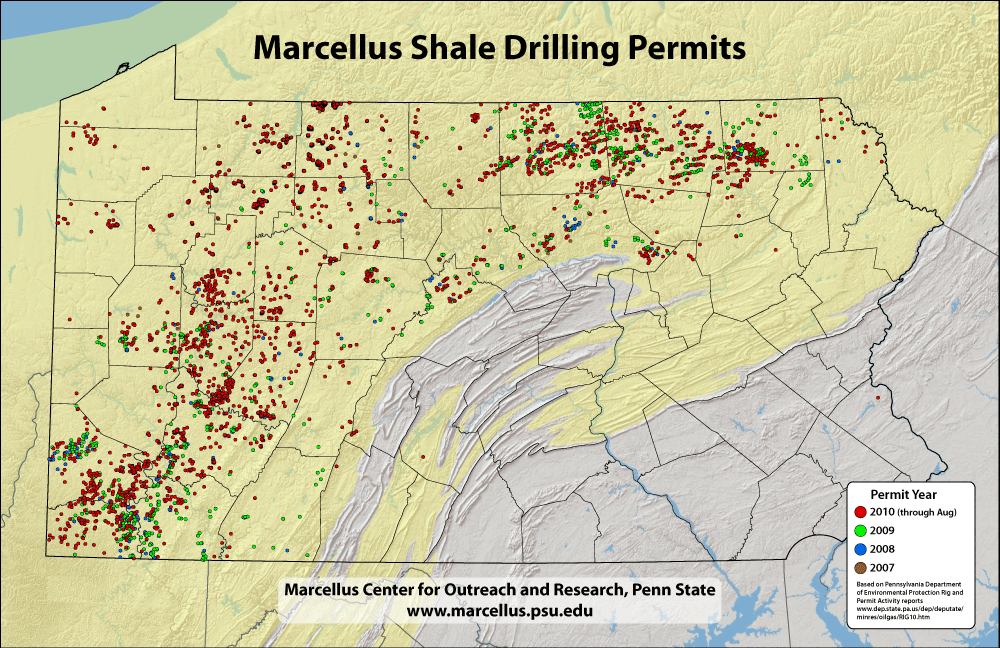 Marcellus Shale Drilling Permits
Permit Year
2010 (through Aug)
2009
2008
2007
Based on Pennsylvania Department
of Environmental Protection Rig and
Permit Activity reports
www.dep.state.pa.us/dep/deputate/
minres/oilgas/RIG10.htm
Marcellus Center for Outreach and Research, Penn State
www.marcellus.psu.edu